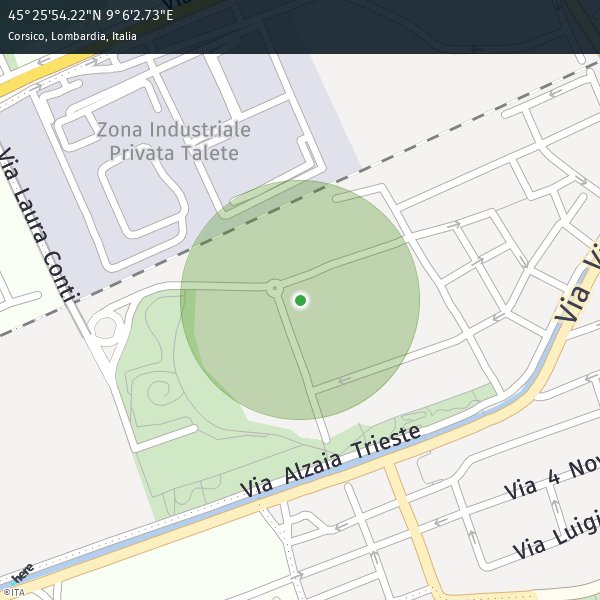 45°25'54.22"N 9°6'2.73"E
Corsico, Lombardia, Italia
Zona Industriale
Privata Talete
Via Laura Conti
Via Vi
Via Alzaia Trieste
Via 4 Nov
Via Luigi
here
©ITA